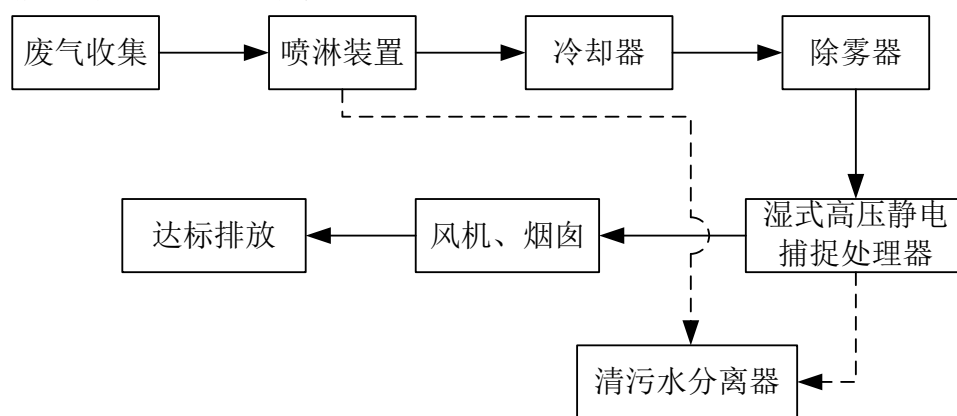 废气收集
喷淋装置
冷却器
除雾器
达标排放
风机、烟囱
湿式高压静电
捕捉处理器
清污水分离器